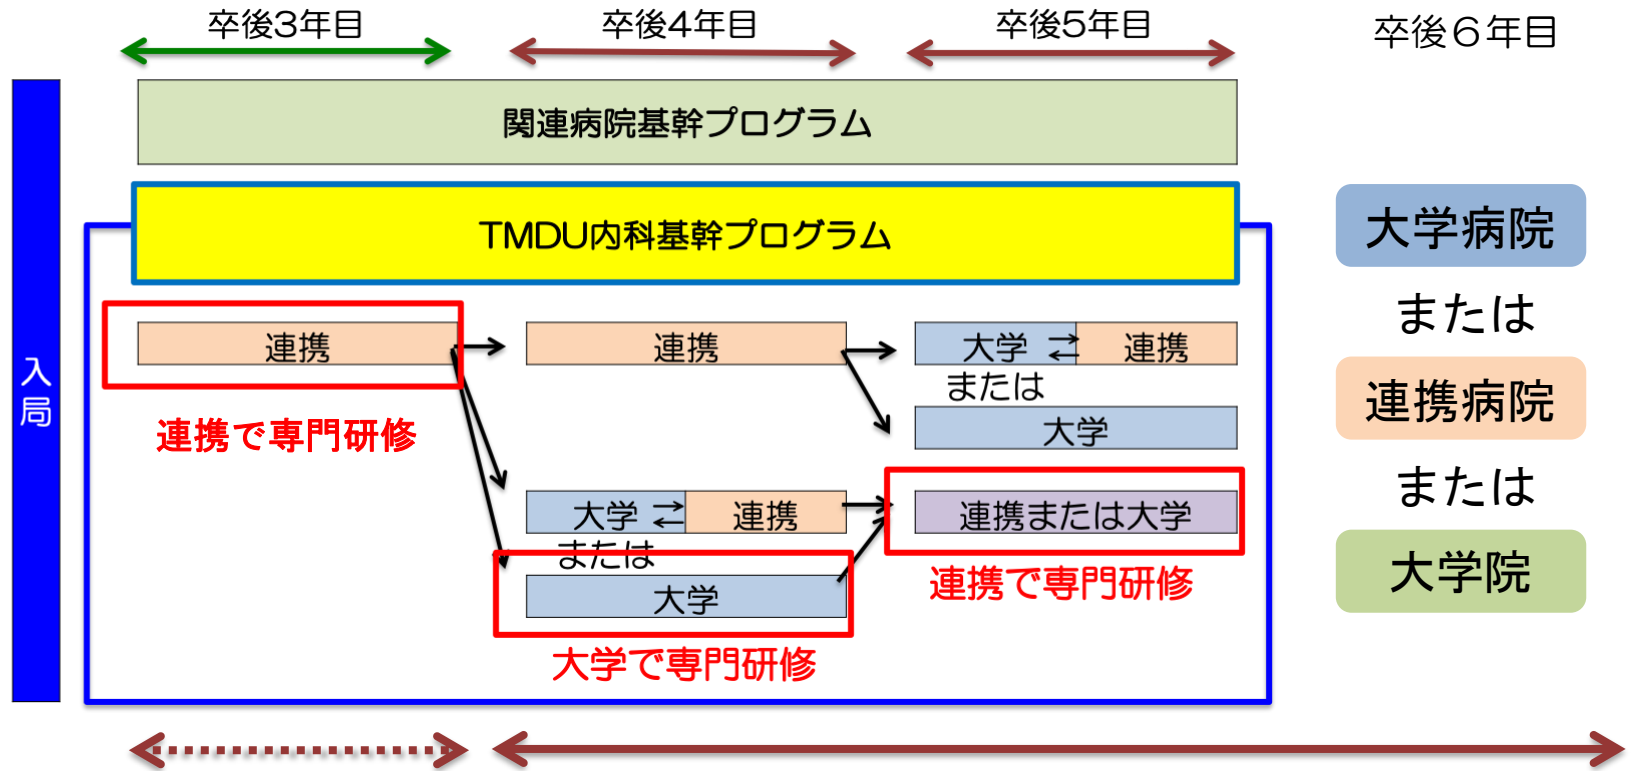 卒後3年目
卒後4年目
卒後5年目
卒後6年目
関連病院基幹プログラム
TMDU内科基幹プログラム
入局
連携
連携
大学 ⇄ 連携
または
大学
連携で専門研修
大学 ⇄ 連携
または
大学
大学で専門研修
連携または大学
連携で専門研修
大学病院
または
連携病院
または
大学院